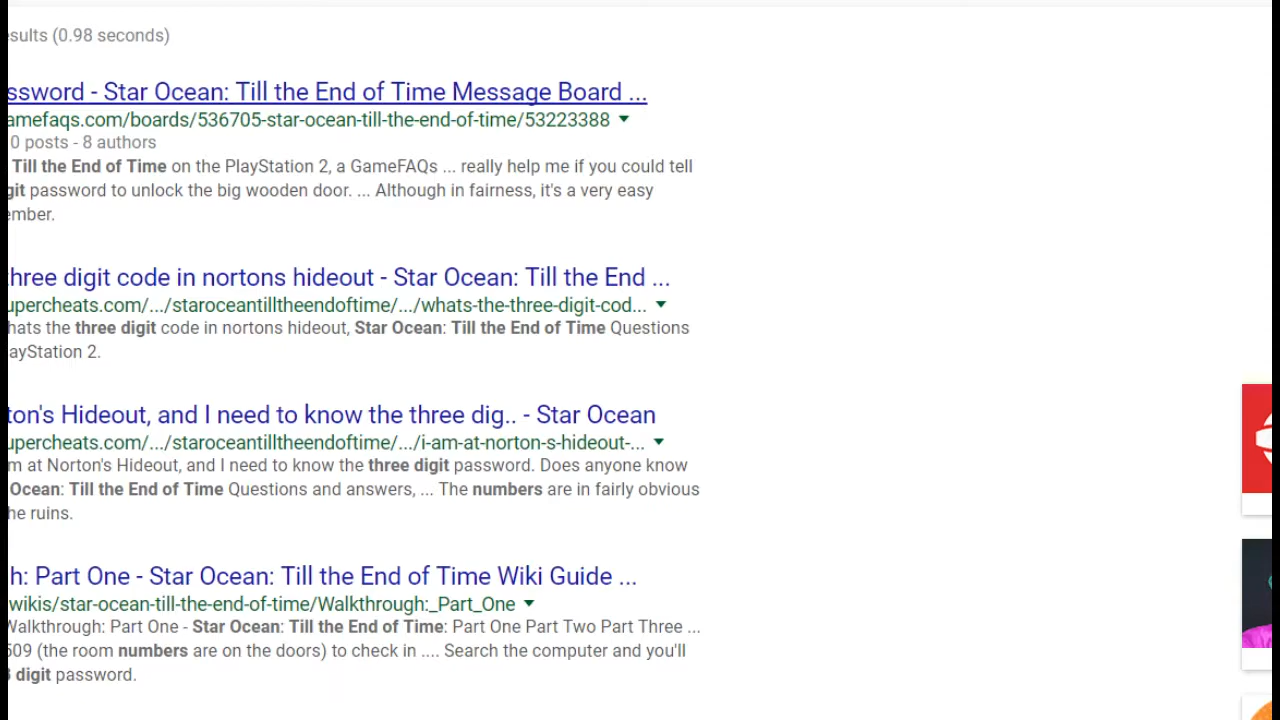 esults (0.98 seconds)
ssword - Star Ocean: Till the End of Time Message Board ...
amefaqs.com/boards/536705-star-ocean-till-the-end-of-time/53223388
0 posts - 8 authors
Till the End of Time on the PlayStation 2, a GameFAQs ... really help me if you could tell
git password to unlock the big wooden door. ... Although in fairness, it's a very easy
ember.
three digit code in nortons hideout - Star Ocean: Till the End ...
upercheats.com/.../staroceantilltheendoftime/.../whats-the-three-digit-cod...
hats the three digit code in nortons hideout, Star Ocean: Till the End of Time Questions
ayStation 2.
ton's Hideout, and I need to know the three dig.. - Star Ocean
upercheats.com/.../staroceantilltheendoftime/.../i-am-at-norton-s-hideout-...
m at Norton's Hideout, and I need to know the three digit password. Does anyone know
Ocean: Till the End of Time Questions and answers, ... The numbers are in fairly obvious
he ruins.
h: Part One - Star Ocean: Till the End of Time Wiki Guide ...
wikis/star-ocean-till-the-end-of-time/Walkthrough:_Part_One
Walkthrough: Part One - Star Ocean: Till the End of Time: Part One Part Two Part Three ...
509 (the room numbers are on the doors) to check in .... Search the computer and you'll
3 digit password.